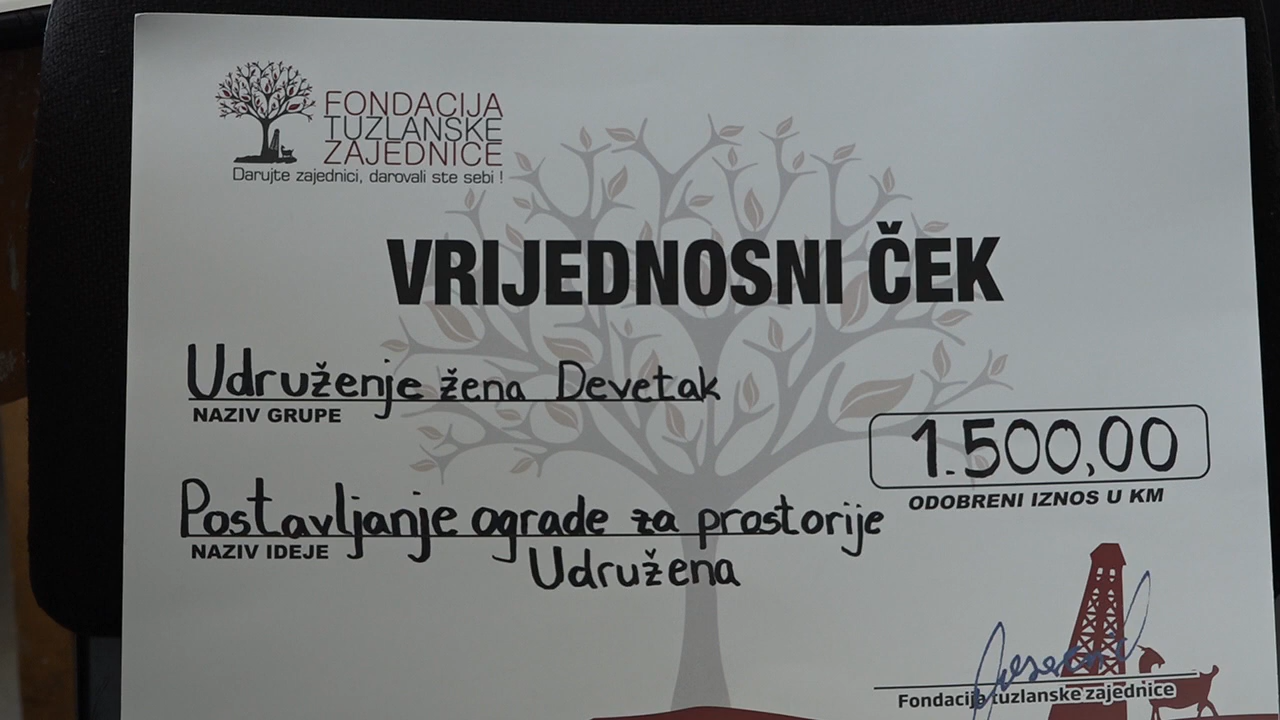 FONDACIJA
TUZLANSKE
ZAJEDNICE
Darujte zajednici, darovali ste sebi !
VRIJEDNOSNI ČEK
Udruženje žena Devetak
NAZIV GRUPE
1.500,00
ODOBRENI IZNOS U KM
Postavljanje ograde za prostorije
NAZIV IDEJE
Udružena
Fondacija tuzlanske zajednice